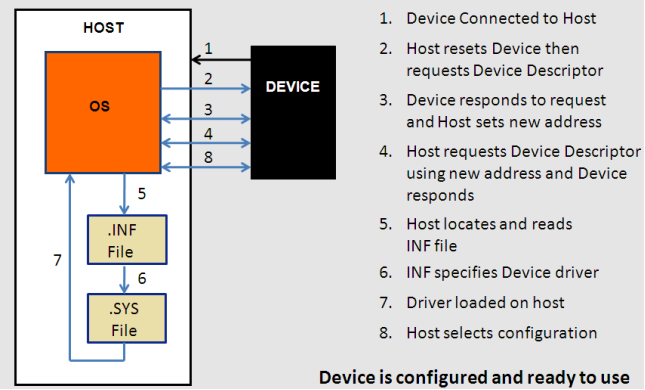 HOST
OS
DEVICE
1
2
3
4
8
5
.INF
File
6
7
.SYS
File
1. Device Connected to Host
2. Host resets Device then
requests Device Descriptor
3. Device responds to request
and Host sets new address
4. Host requests Device Descriptor
using new address and Device
responds
5. Host locates and reads
INF file
6. INF specifies Device driver
7. Driver loaded on host
8. Host selects configuration
Device is configured and ready to use